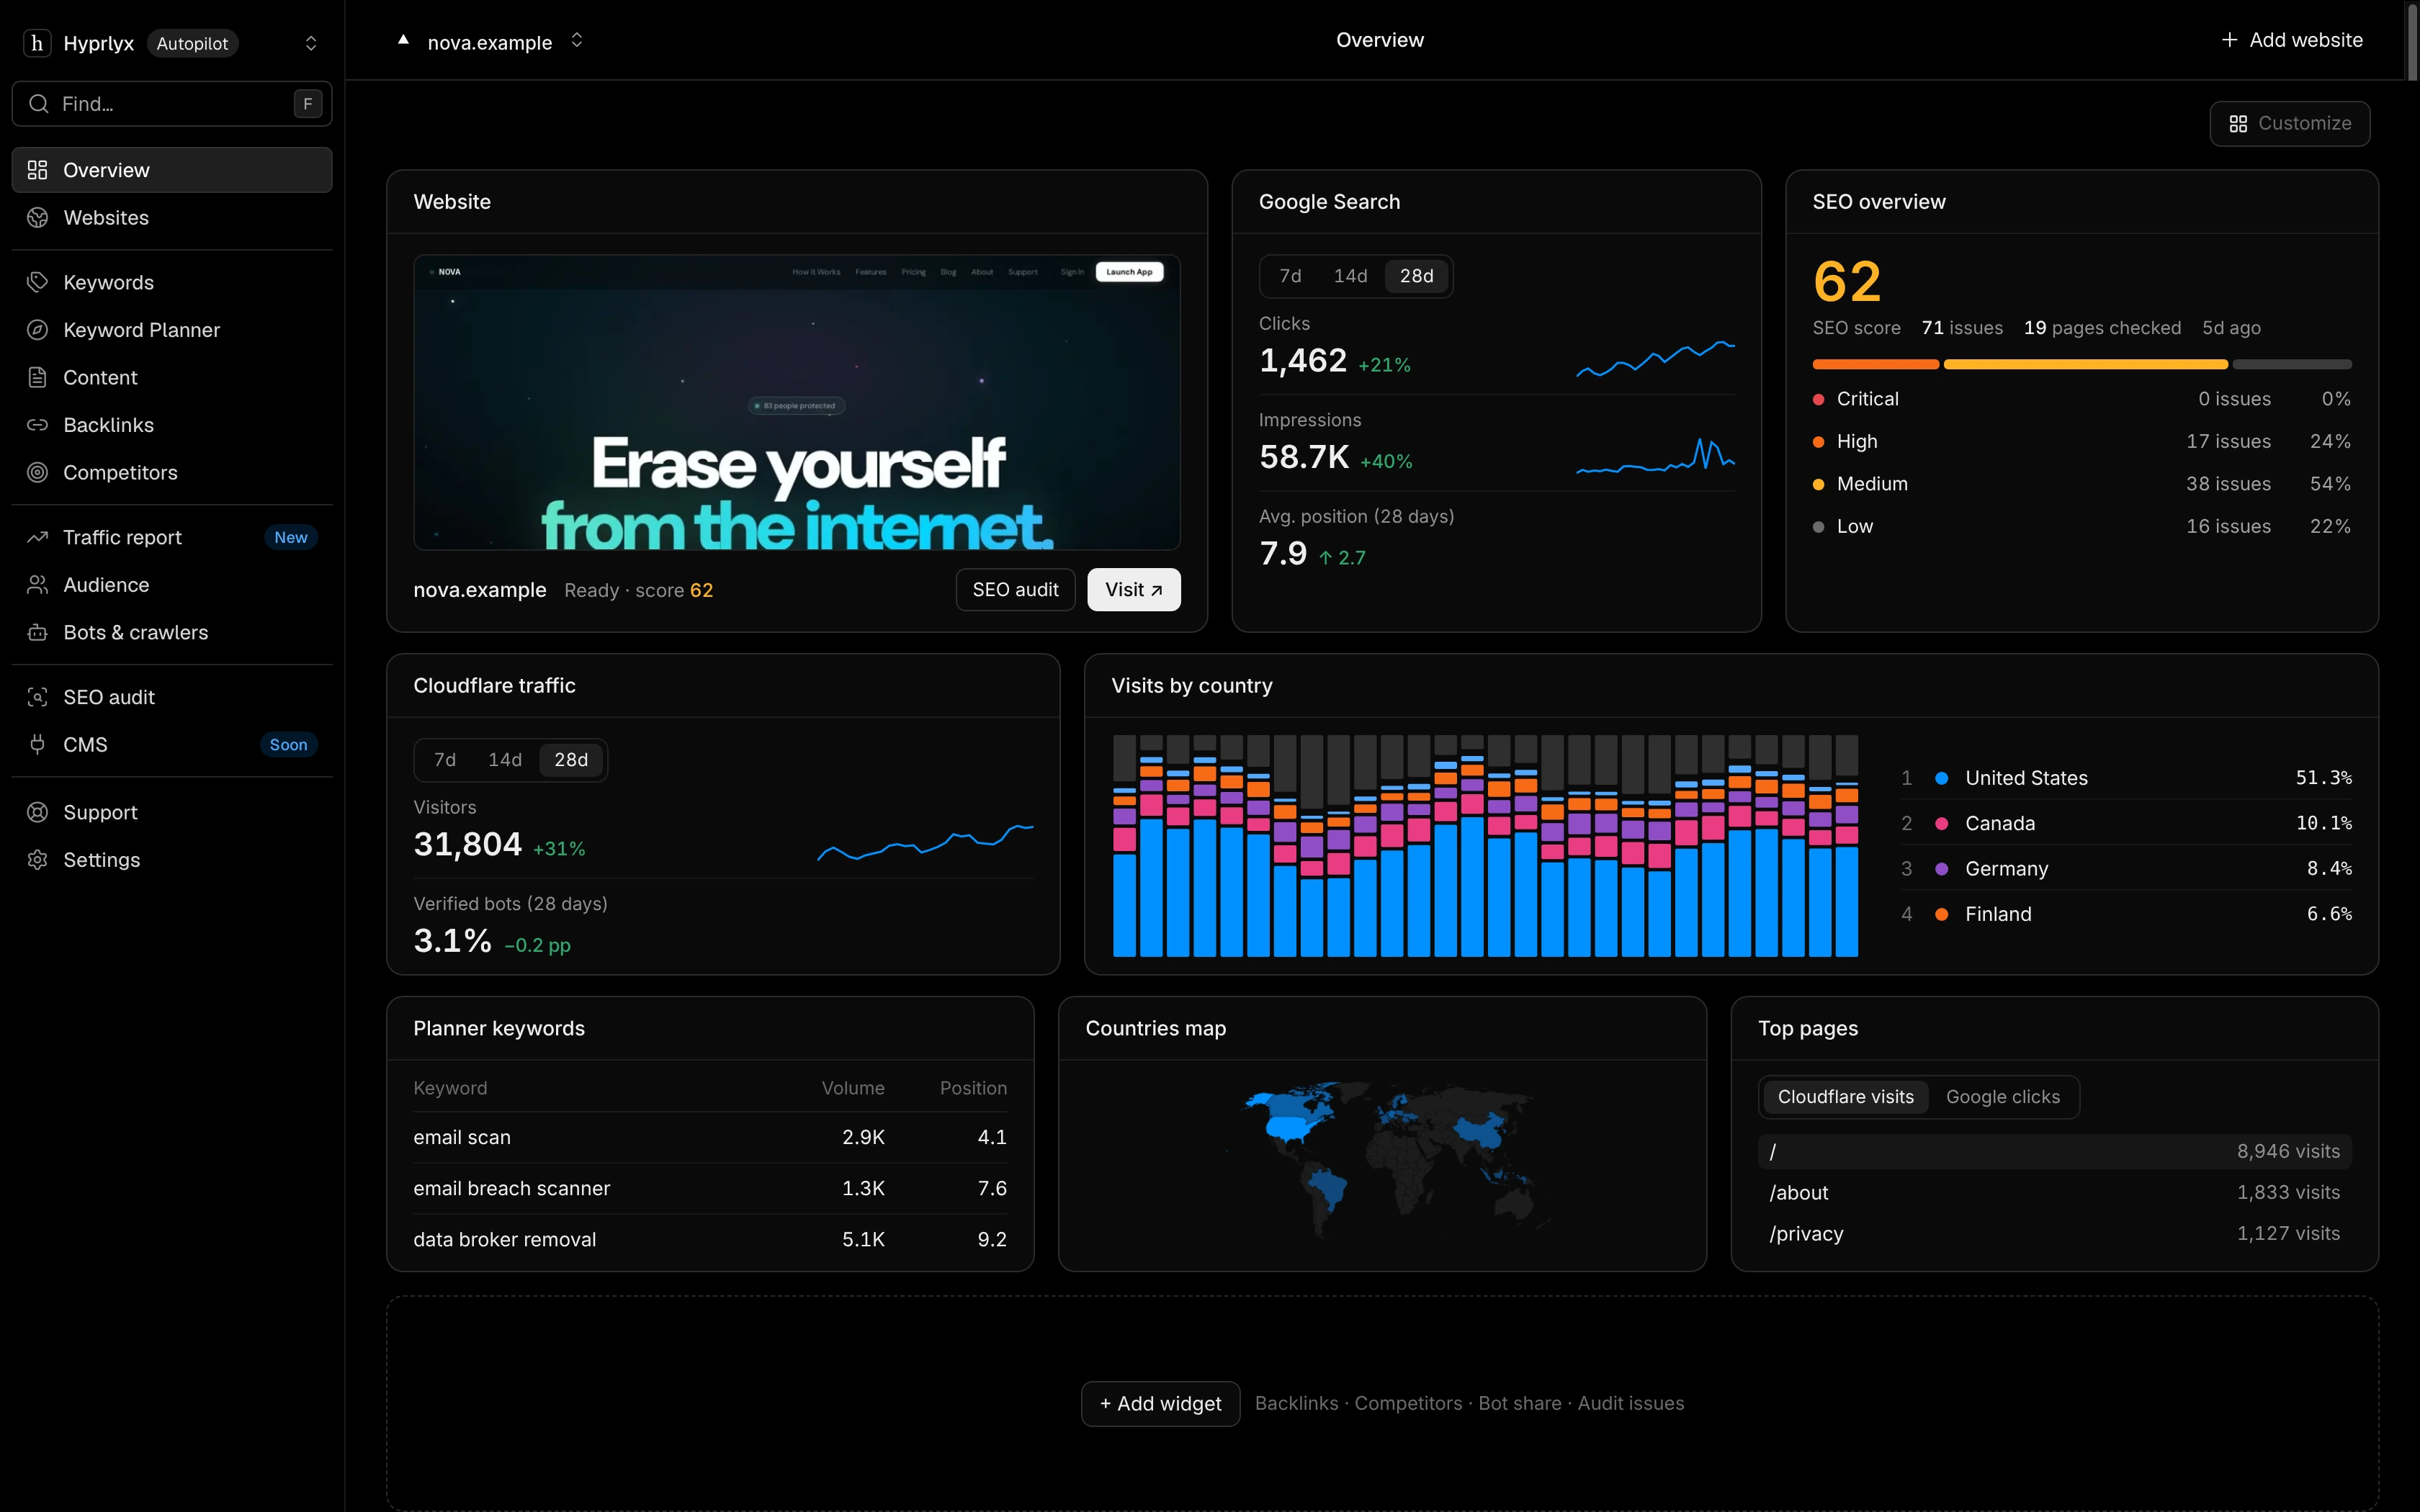 h Hyprlyx Autopilot
Find... F
Overview
Websites
Keywords
Keyword Planner
Content
Backlinks
Competitors
Traffic report New
Audience
Bots & crawlers
SEO audit
CMS Soon
Support
Settings
nova.example
Overview
+ Add website
Customize
Website
NOVA How It Works Features Pricing Blog About Support Sign In Launch App
83 people protected
Erase yourself
from the internet.
nova.example Ready · score 62 SEO audit Visit ↗
Google Search
7d 14d 28d
Clicks
1,462 +21%
Impressions
58.7K +40%
Avg. position (28 days)
7.9 ↑ 2.7
SEO overview
62
SEO score 71 issues 19 pages checked 5d ago
Critical 0 issues 0%
High 17 issues 24%
Medium 38 issues 54%
Low 16 issues 22%
Cloudflare traffic
7d 14d 28d
Visitors
31,804 +31%
Verified bots (28 days)
3.1% −0.2 pp
Visits by country
1 United States 51.3%
2 Canada 10.1%
3 Germany 8.4%
4 Finland 6.6%
Planner keywords
Keyword Volume Position
email scan 2.9K 4.1
email breach scanner 1.3K 7.6
data broker removal 5.1K 9.2
Countries map
Top pages
Cloudflare visits Google clicks
/ 8,946 visits
/about 1,833 visits
/privacy 1,127 visits
+ Add widget Backlinks · Competitors · Bot share · Audit issues